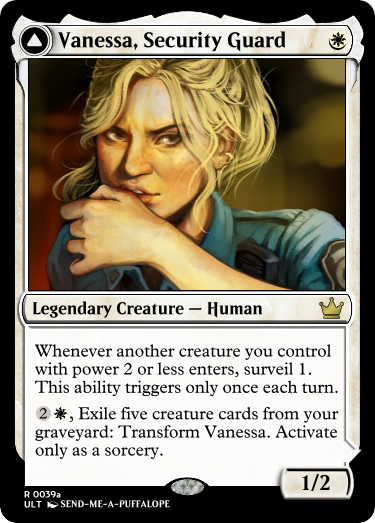 Vanessa, Security Guard
Legendary Creature — Human
Whenever another creature you control
with power 2 or less enters, surveil 1.
This ability triggers only once each turn.
2, Exile five creature cards from your
graveyard: Transform Vanessa. Activate
only as a sorcery.
1/2
R 0039a
ULT SEND-ME-A-PUFFALOPE